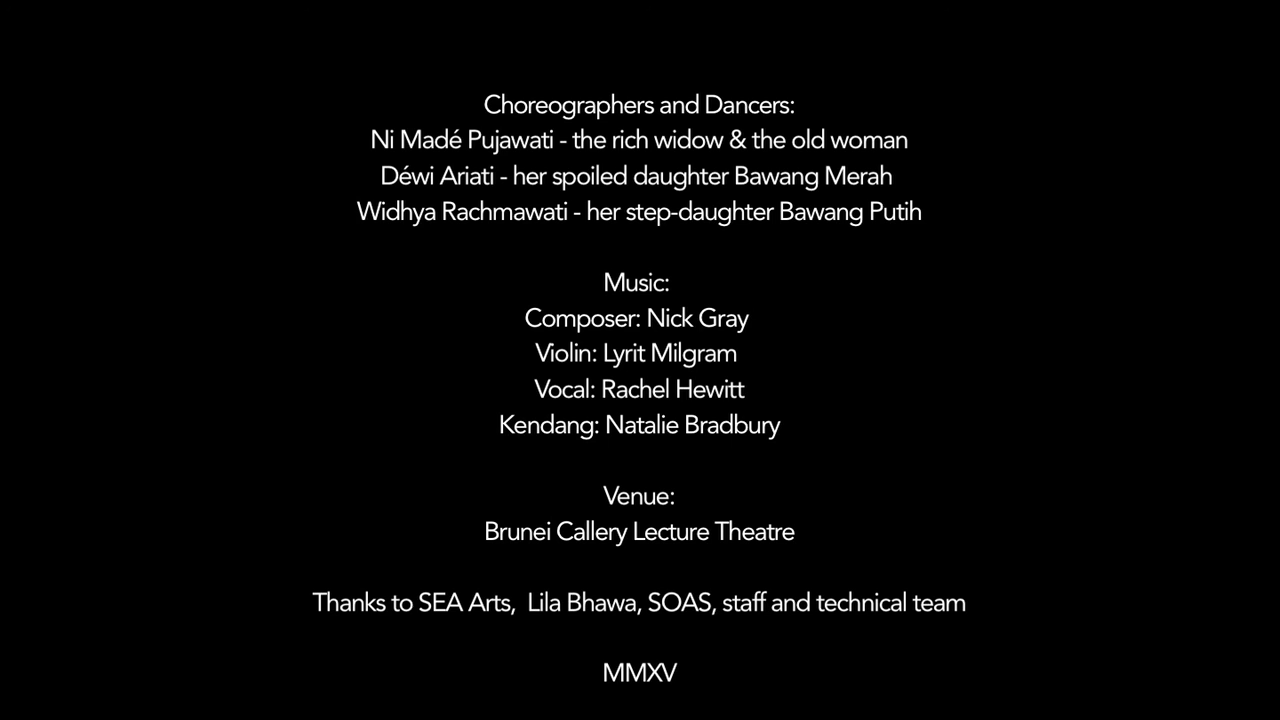 Choreographers and Dancers:
Ni Madé Pujawati - the rich widow & the old woman
Déwi Ariati - her spoiled daughter Bawang Merah
Widhya Rachmawati - her step-daughter Bawang Putih
Music:
Composer: Nick Gray
Violin: Lyrit Milgram
Vocal: Rachel Hewitt
Kendang: Natalie Bradbury
Venue:
Brunei Callery Lecture Theatre
Thanks to SEA Arts,  Lila Bhawa, SOAS, staff and technical team
MMXV